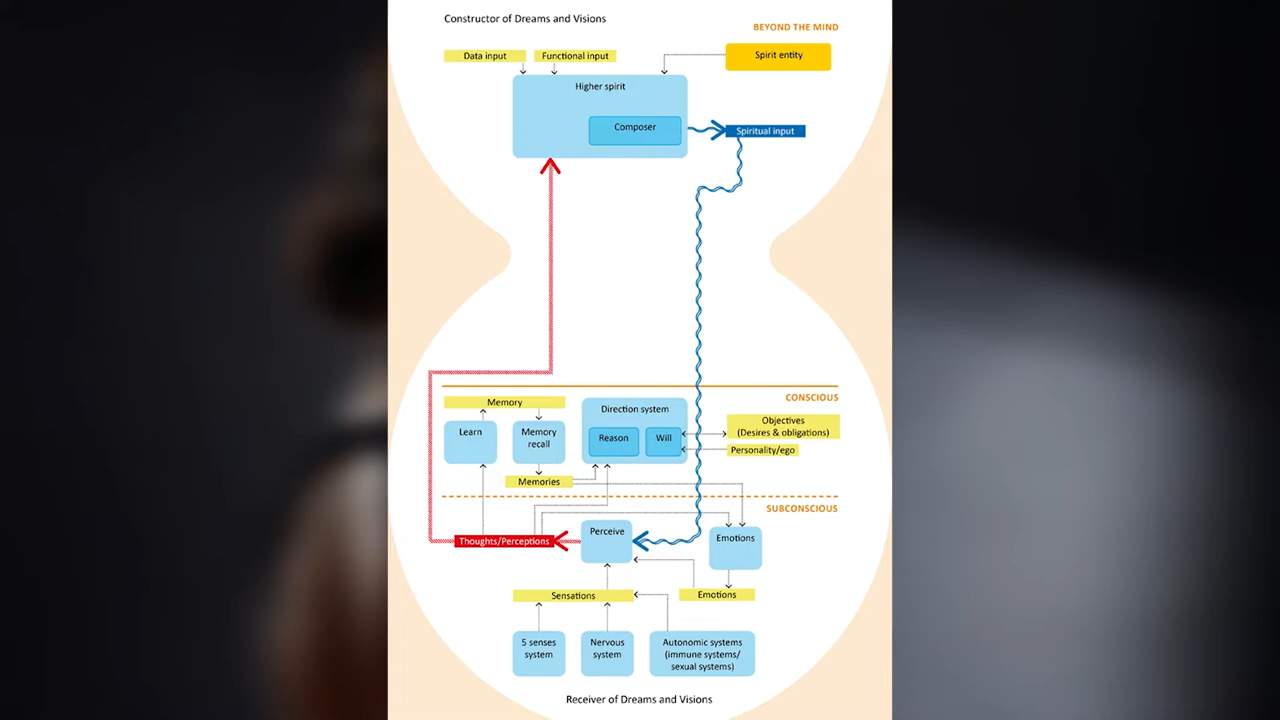 Constructor of Dreams and Visions
BEYOND THE MIND
Data input
Functional input
Spirit entity
Higher spirit
Composer
Spiritual input
CONSCIOUS
Memory
Direction system
Objectives
(Desires & obligations)
Learn
Memory
recall
Reason
Will
Personality/ego
Memories
SUBCONSCIOUS
Perceive
Emotions
Thoughts/Perceptions
Sensations
Emotions
5 senses
system
Nervous
system
Autonomic systems
(immune systems/
sexual systems)
Receiver of Dreams and Visions